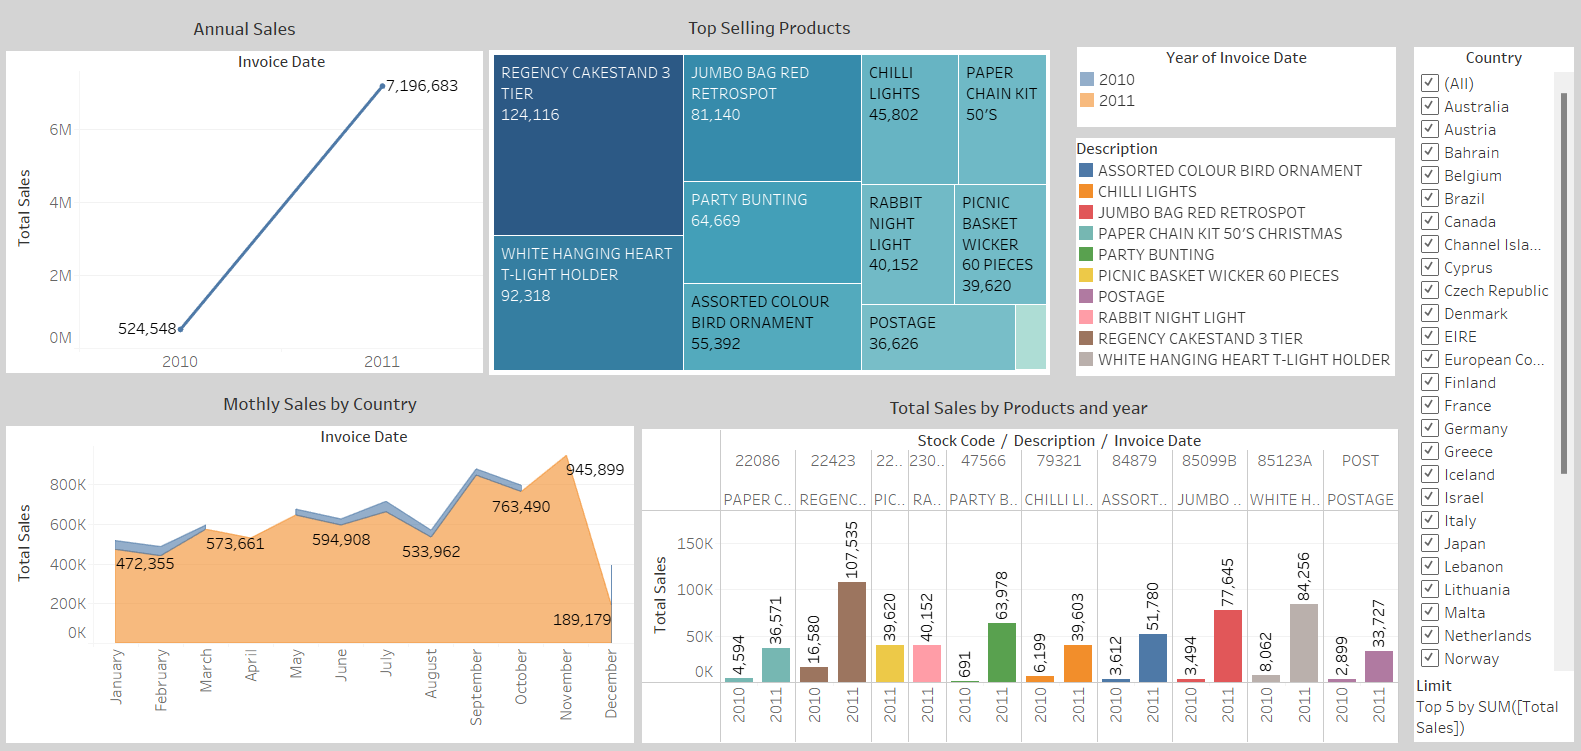 Annual Sales
Invoice Date
Total Sales
6M
4M
2M
0M
7,196,683
524,548
2010
2011
Top Selling Products
REGENCY CAKESTAND 3
TIER
124,116
WHITE HANGING HEART
T-LIGHT HOLDER
92,318
JUMBO BAG RED
RETROSPOT
81,140
PARTY BUNTING
64,669
ASSORTED COLOUR
BIRD ORNAMENT
55,392
CHILLI
LIGHTS
45,802
PAPER
CHAIN KIT
50'S
RABBIT
NIGHT
LIGHT
40,152
PICNIC
BASKET
WICKER
60 PIECES
39,620
POSTAGE
36,626
Year of Invoice Date
2010
2011
Description
ASSORTED COLOUR BIRD ORNAMENT
CHILLI LIGHTS
JUMBO BAG RED RETROSPOT
PAPER CHAIN KIT 50'S CHRISTMAS
PARTY BUNTING
PICNIC BASKET WICKER 60 PIECES
POSTAGE
RABBIT NIGHT LIGHT
REGENCY CAKESTAND 3 TIER
WHITE HANGING HEART T-LIGHT HOLDER
Country
(All)
Australia
Austria
Bahrain
Belgium
Brazil
Canada
Channel Isla...
Cyprus
Czech Republic
Denmark
EIRE
European Co...
Finland
France
Germany
Greece
Iceland
Israel
Italy
Japan
Lebanon
Lithuania
Malta
Netherlands
Norway
Limit
Top 5 by SUM([Total
Sales])
Mothly Sales by Country
Invoice Date
Total Sales
800K
600K
400K
200K
0K
472,355
573,661
594,908
533,962
763,490
945,899
189,179
January
February
March
April
May
June
July
August
September
October
November
December
Total Sales by Products and year
Stock Code / Description / Invoice Date
22086
22423
22..
230..
47566
79321
84879
85099B
85123A
POST
PAPER C..
REGENC..
PIC..
RA..
PARTY B..
CHILLI LI..
ASSORT..
JUMBO ..
WHITE H..
POSTAGE
Total Sales
150K
100K
50K
0K
4,594
36,571
16,580
107,535
39,620
40,152
691
63,978
6,199
39,603
3,612
51,780
3,494
77,645
8,062
84,256
2,899
33,727
2010
2011
2010
2011
2011
2011
2010
2011
2010
2011
2010
2011
2010
2011
2010
2011
2010
2011